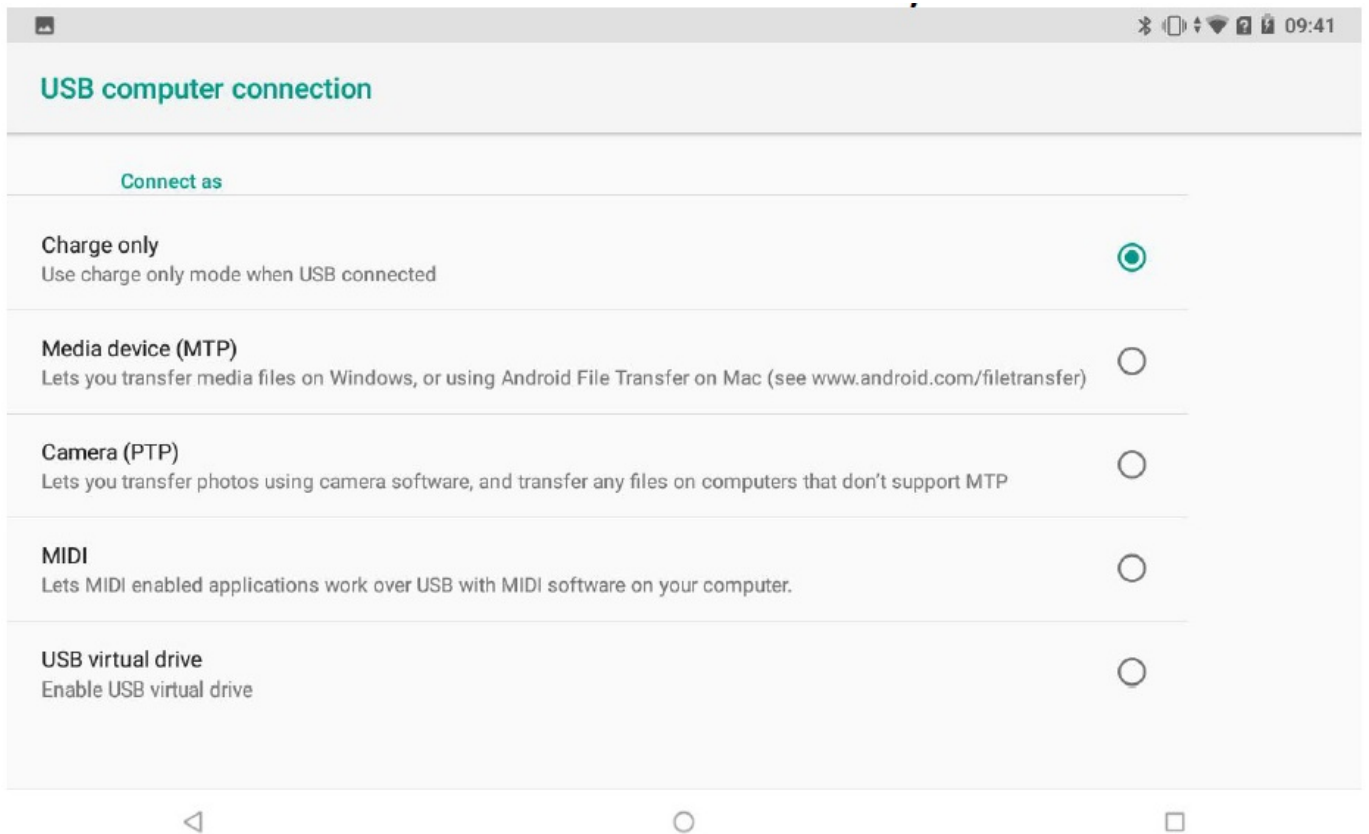 09:41
USB computer connection
Connect as
Charge only
Use charge only mode when USB connected
Media device (MTP)
Lets you transfer media files on Windows, or using Android File Transfer on Mac (see www.android.com/filetransfer)
Camera (PTP)
Lets you transfer photos using camera software, and transfer any files on computers that don't support MTP
MIDI
Lets MIDI enabled applications work over USB with MIDI software on your computer.
USB virtual drive
Enable USB virtual drive